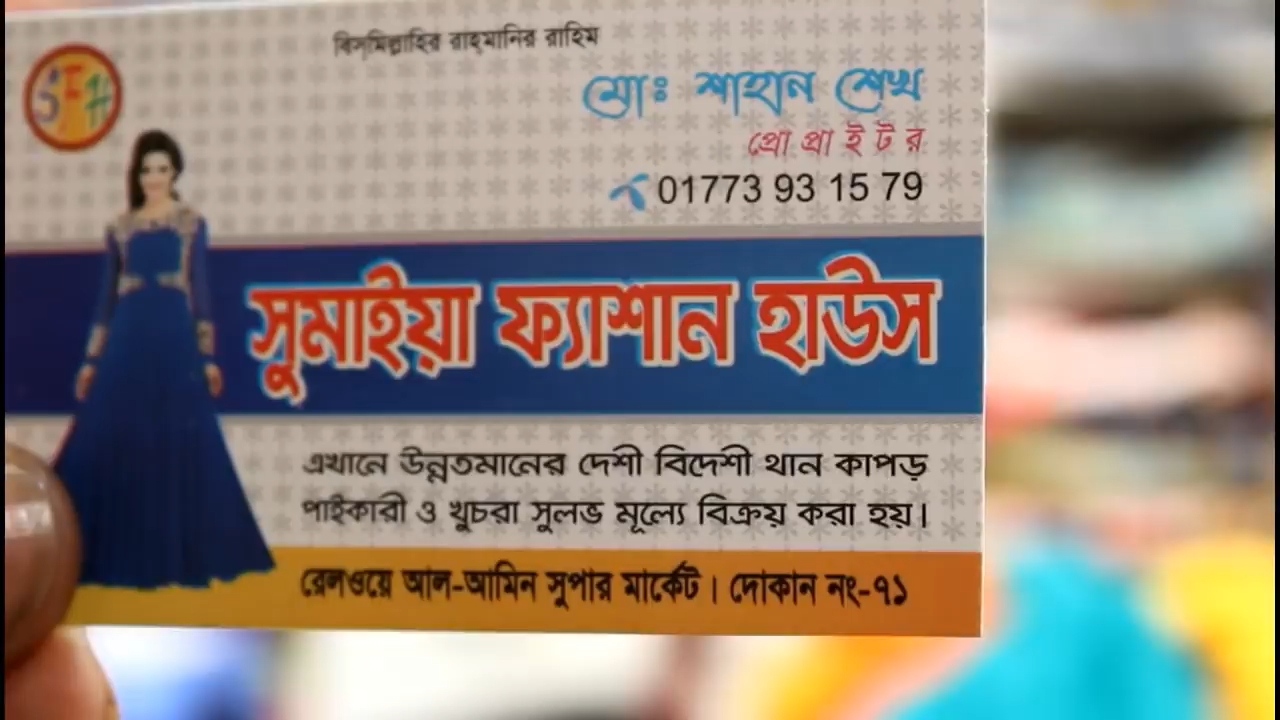 বিসমিল্লাহির রাহমানির রাহিম
SFH
মোঃ শাহান শেখ
প্রোপ্রাইটর
01773 93 15 79
সুমাইয়া ফ্যাশান হাউস
এখানে উন্নতমানের দেশী বিদেশী থান কাপড়
পাইকারী ও খুচরা সুলভ মূল্যে বিক্রয় করা হয়।
রেলওয়ে আল-আমিন সুপার মার্কেট। দোকান নং-৭১